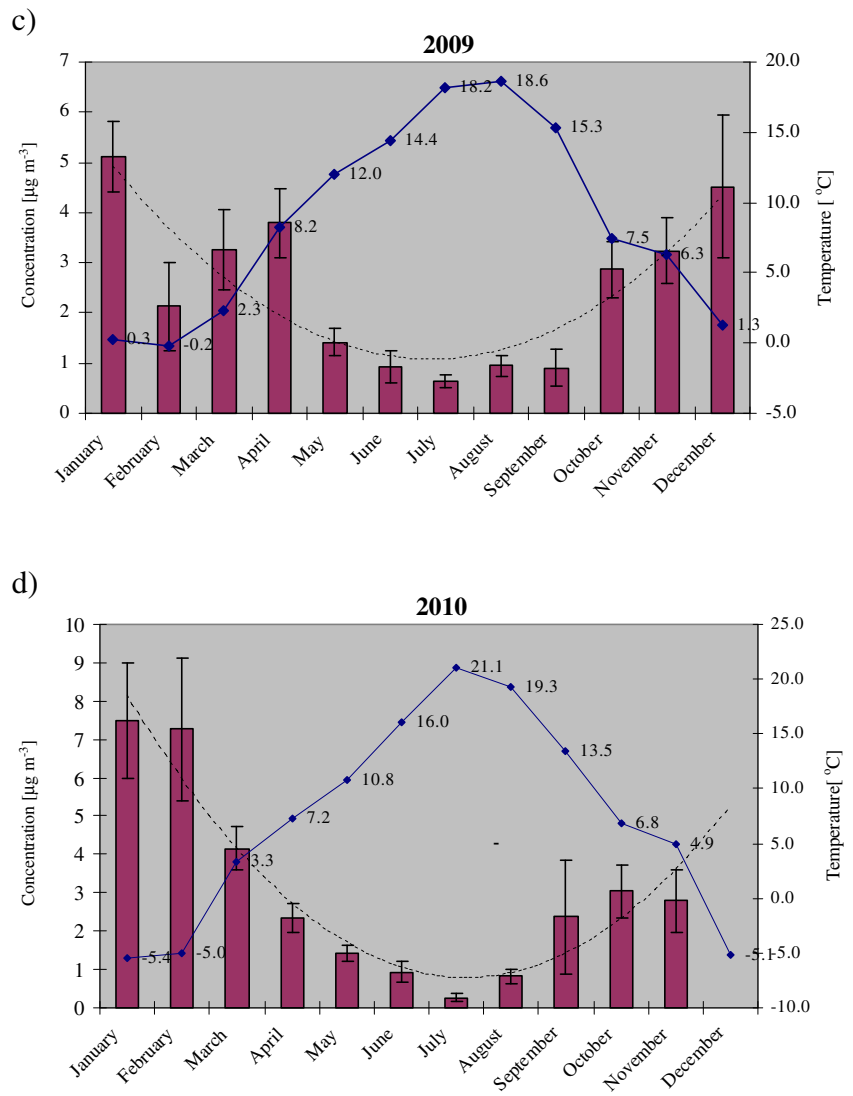 c)
2009
7
6
5
4
3
2
1
0
Concentration [µg m-3]
20.0
15.0
10.0
5.0
0.0
-5.0
Temperature [ °C]
0.3
-0.2
2.3
8.2
12.0
14.4
18.2
18.6
15.3
7.5
6.3
1.3
January
February
March
April
May
June
July
August
September
October
November
December
d)
2010
10
9
8
7
6
5
4
3
2
1
0
Concentration [µg m-3]
25.0
20.0
15.0
10.0
5.0
0.0
-5.0
-10.0
Temperature[ °C]
-5.4
-5.0
3.3
7.2
10.8
16.0
21.1
19.3
13.5
6.8
4.9
-
January
February
March
April
May
June
July
August
September
October
November
December